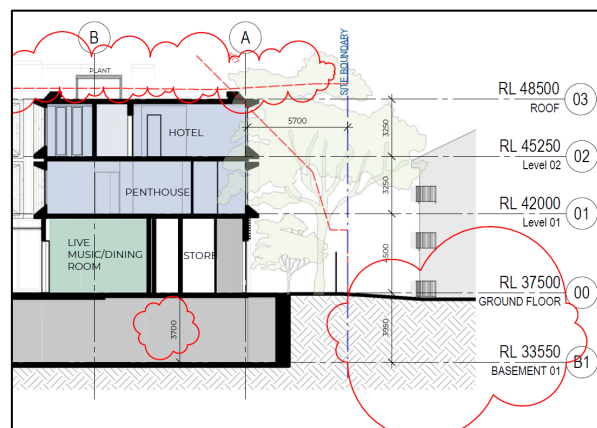 B
A
SITE BOUNDARY
PLANT
RL 48500
ROOF
03
5700
3250
HOTEL
RL 45250
Level 02
02
3250
PENTHOUSE
RL 42000
Level 01
01
LIVE
MUSIC/DINING
ROOM
STORE
4500
RL 37500
GROUND FLOOR
00
3700
3950
RL 33550
BASEMENT 01
B1